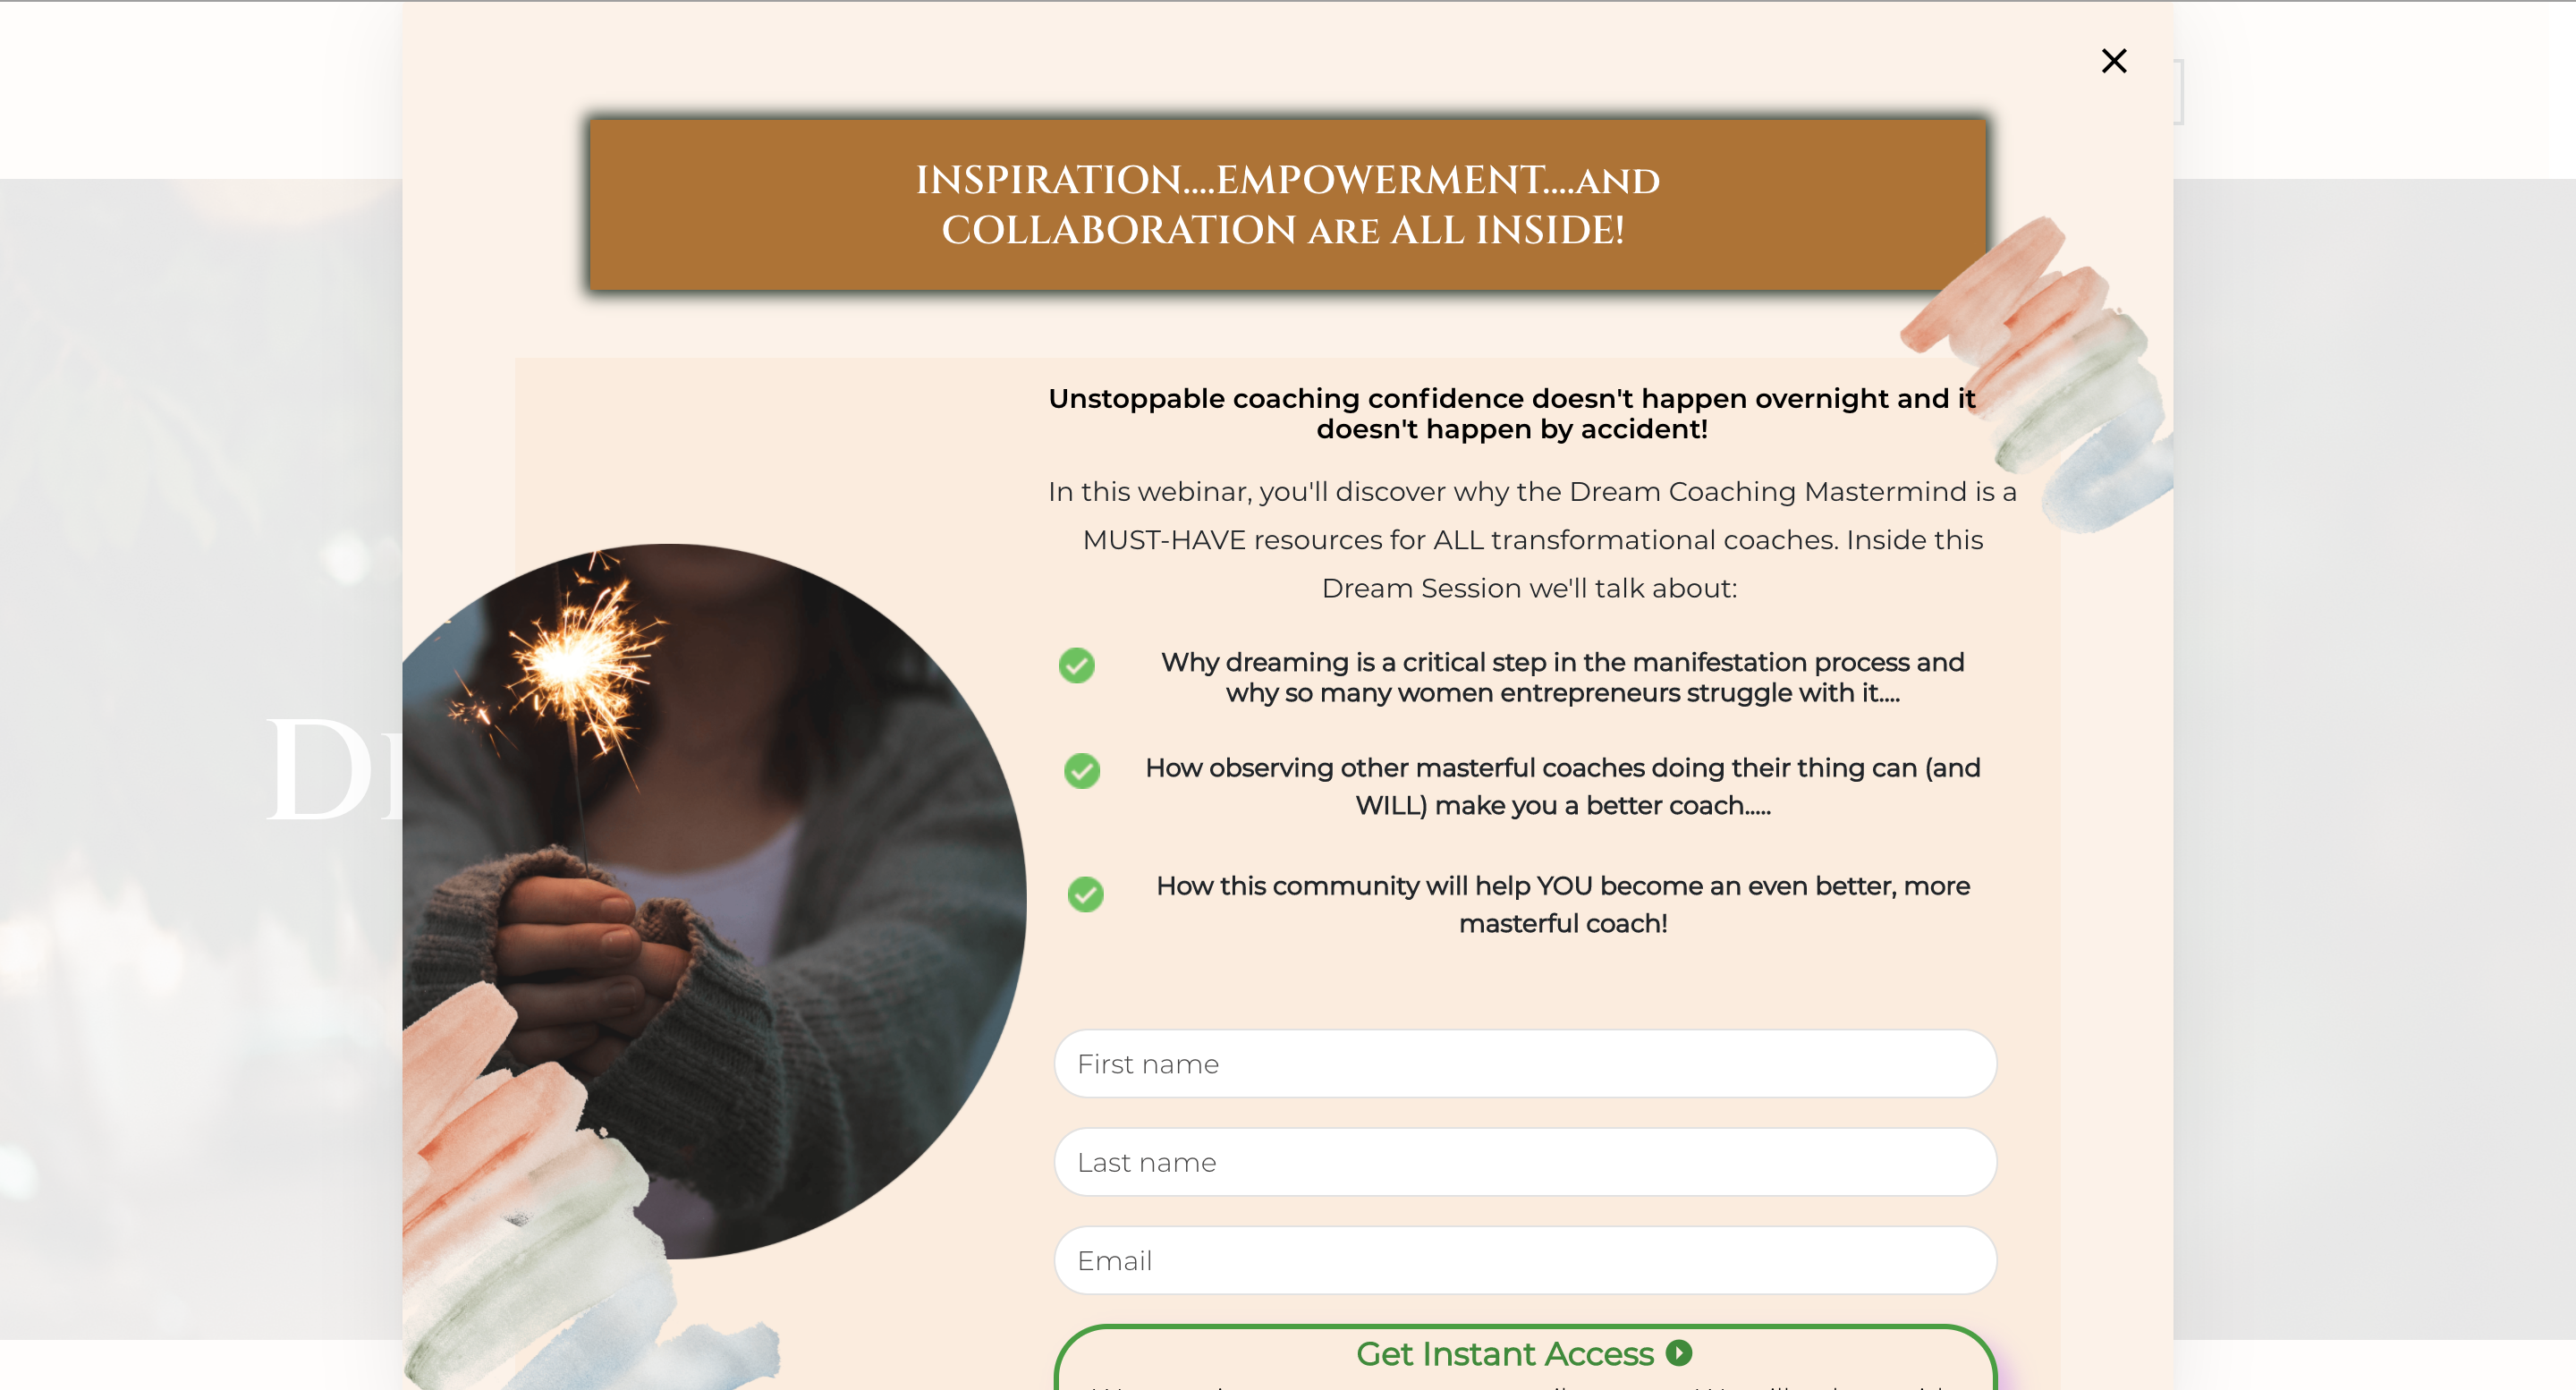 INSPIRATION....EMPOWERMENT....AND
COLLABORATION ARE ALL INSIDE!
Unstoppable coaching confidence doesn't happen overnight and it
doesn't happen by accident!
In this webinar, you'll discover why the Dream Coaching Mastermind is a
MUST-HAVE resources for ALL transformational coaches. Inside this
Dream Session we'll talk about:
Why dreaming is a critical step in the manifestation process and
why so many women entrepreneurs struggle with it....
How observing other masterful coaches doing their thing can (and
WILL) make you a better coach.....
How this community will help YOU become an even better, more
masterful coach!
First name
Last name
Email
Get Instant Access